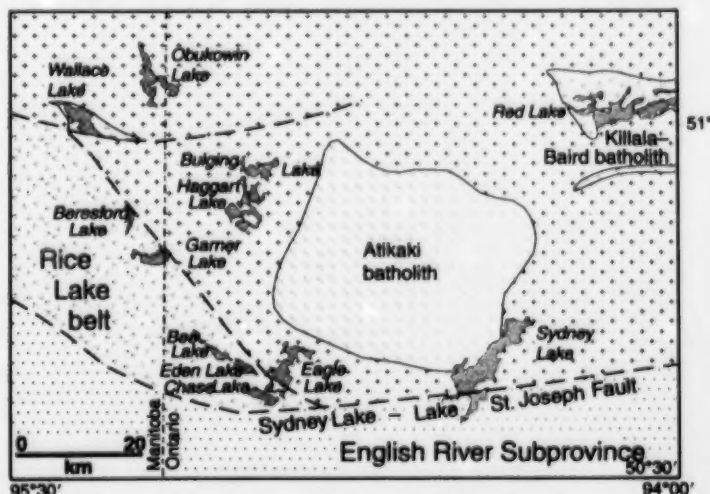 Obukowin
Lake
Wallace
Lake
Red Lake
51°
Killala–
Baird batholith
Bulging
Lake
Haggart
Lake
Beresford
Lake
Garner
Lake
Atikaki
batholith
Rice
Lake
belt
Sydney
Lake
Lake
Eden Lake
Chase Lake
Eagle
Lake
Sydney Lake – Lake St. Joseph Fault
0 20
km
Manitoba
Ontario
English River Subprovince
50°30'
95°30'
94°00'